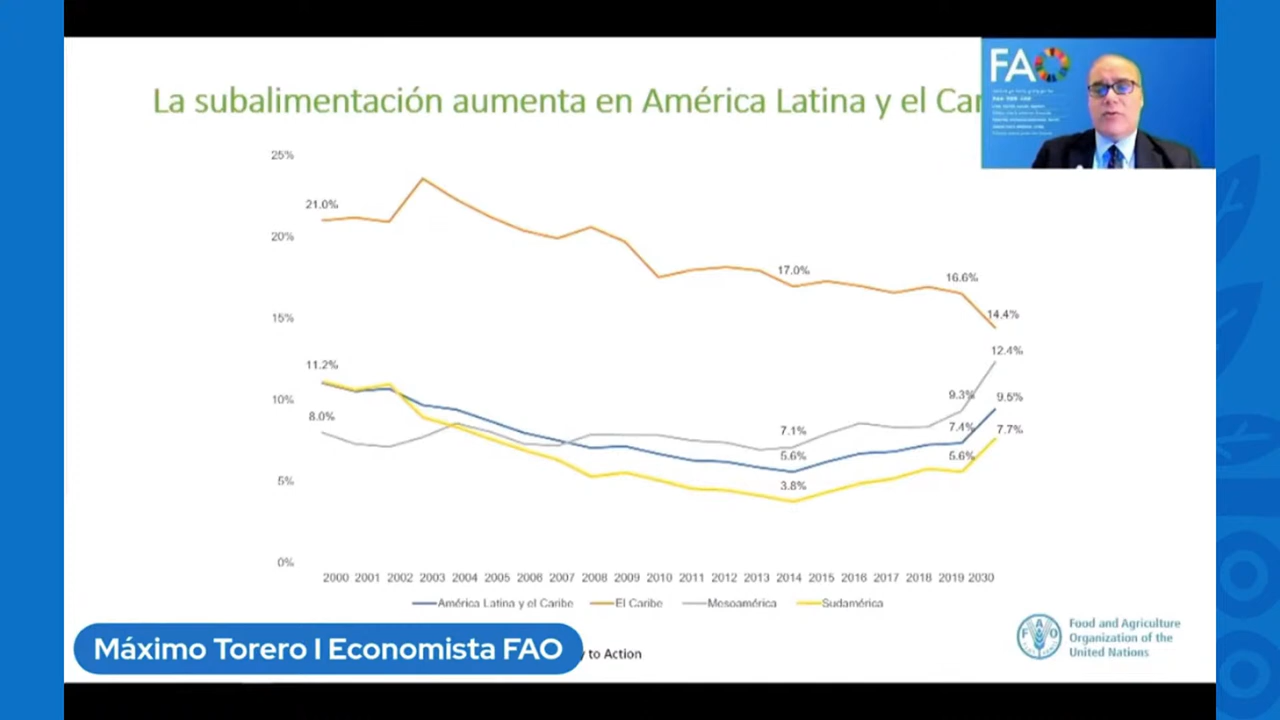 La subalimentación aumenta en América Latina y el Car
FAO
25%
20%
15%
10%
5%
0%
21.0%
17.0%
16.6%
14.4%
12.4%
11.2%
9.3%
9.5%
8.0%
7.1%
7.4%
7.7%
5.6%
5.6%
3.8%
2000 2001 2002 2003 2004 2005 2006 2007 2008 2009 2010 2011 2012 2013 2014 2015 2016 2017 2018 2019 2030
América Latina y el Caribe El Caribe Mesoamérica Sudamérica
Máximo Torero I Economista FAO
y to Action
FAO
Food and Agriculture
Organization of the
United Nations